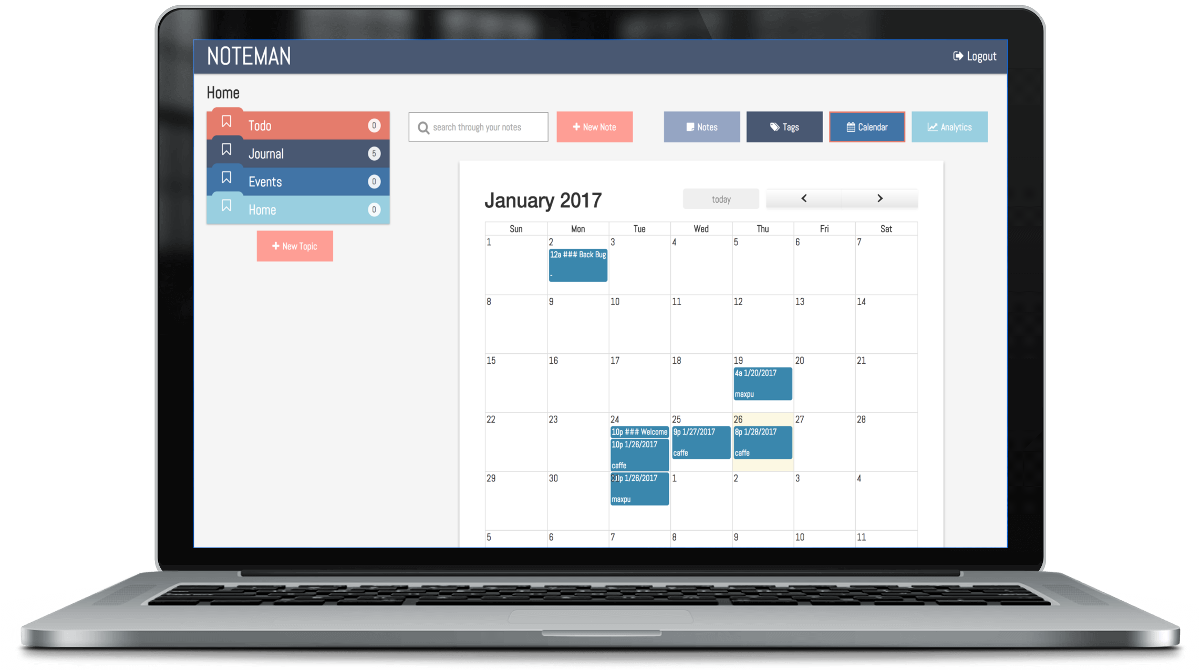 NOTEMAN
Logout
Home
Todo 0
Journal 5
Events 0
Home 0
New Topic
search through your notes
New Note
Notes
Tags
Calendar
Analytics
January 2017
today
Sun Mon Tue Wed Thu Fri Sat
1 2 3 4 5 6 7
12a ### Back Bug
-
8 9 10 11 12 13 14
15 16 17 18 19 20 21
4a 1/20/2017
maxpu
22 23 24 25 26 27 28
10p ### Welcome
10p 1/26/2017
caffe
9p 1/27/2017
caffe
8p 1/28/2017
caffe
1p 1/28/2017
maxpu
29 30 1 2 3 4
5 6 7 8 9 10 11